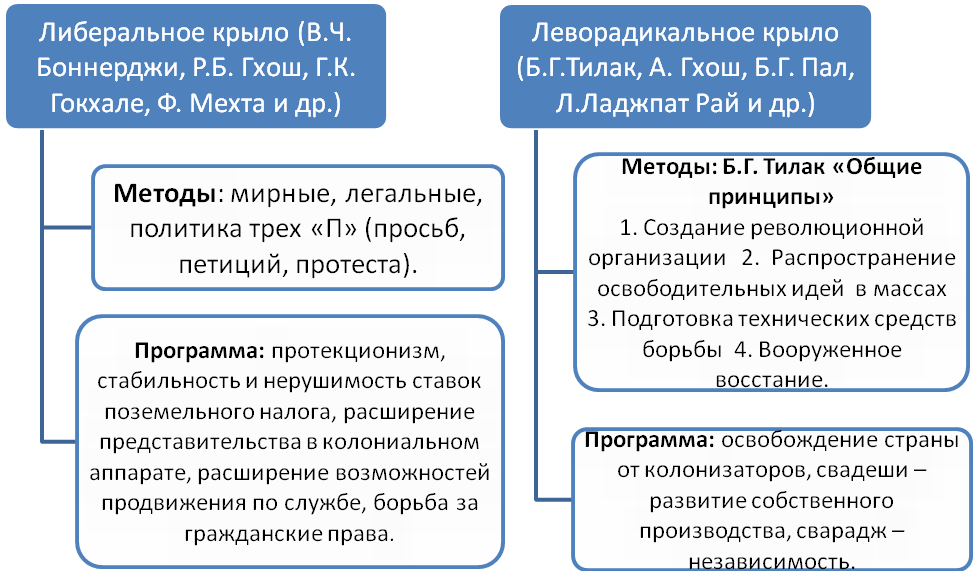 Либеральное крыло (В.Ч.
Боннерджи, Р.Б. Гхош, Г.К.
Гокхале, Ф. Мехта и др.)
Методы: мирные, легальные,
политика трех «П» (просьб,
петиций, протеста).
Программа: протекционизм,
стабильность и нерушимость ставок
поземельного налога, расширение
представительства в колониальном
аппарате, расширение возможностей
продвижения по службе, борьба за
гражданские права.
Леворадикальное крыло
(Б.Г.Тилак, А. Гхош, Б.Г. Пал,
Л.Ладжпат Рай и др.)
Методы: Б.Г. Тилак «Общие
принципы»
1. Создание революционной
организации 2. Распространение
освободительных идей в массах
3. Подготовка технических средств
борьбы 4. Вооруженное
восстание.
Программа: освобождение страны
от колонизаторов, свадеши –
развитие собственного
производства, сварадж –
независимость.